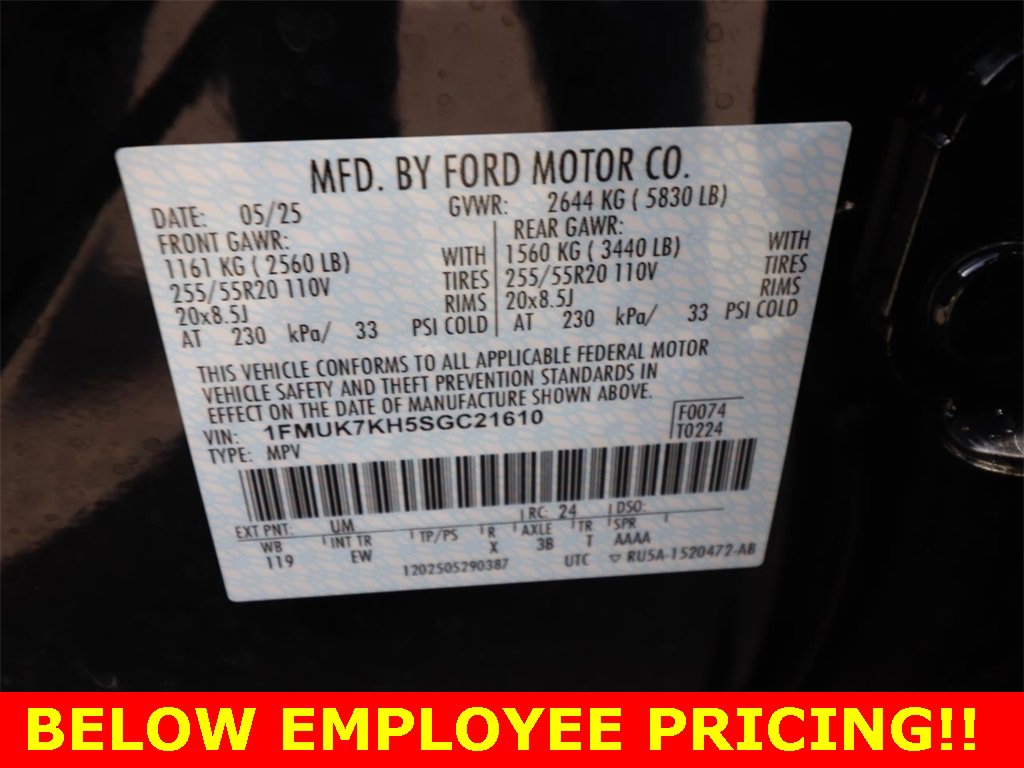 MFD. BY FORD MOTOR CO.
DATE: 05/25 GVWR: 2644 KG ( 5830 LB)
FRONT GAWR: REAR GAWR:
1161 KG ( 2560 LB) WITH 1560 KG ( 3440 LB) WITH
255/55R20 110V TIRES 255/55R20 110V TIRES
20x8.5J RIMS 20x8.5J RIMS
AT 230 kPa/ 33 PSI COLD AT 230 kPa/ 33 PSI COLD
THIS VEHICLE CONFORMS TO ALL APPLICABLE FEDERAL MOTOR
VEHICLE SAFETY AND THEFT PREVENTION STANDARDS IN
EFFECT ON THE DATE OF MANUFACTURE SHOWN ABOVE.
VIN: 1FMUK7KH5SGC21610 F0074
TYPE: MPV T0224
EXT PNT: UM RC: 24 DSO:
WB INT TR TP/PS R AXLE TR SPR
119 EW X 3B T AAAA
1202505290387 UTC ▽ RU5A-1520472-AB
BELOW EMPLOYEE PRICING!!